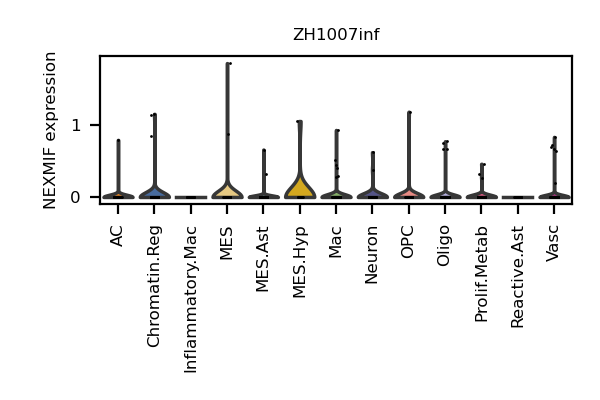 ZH1007inf
NEXMIF expression
1
0
AC
Chromatin.Reg
Inflammatory.Mac
MES
MES.Ast
MES.Hyp
Mac
Neuron
OPC
Oligo
Prolif.Metab
Reactive.Ast
Vasc